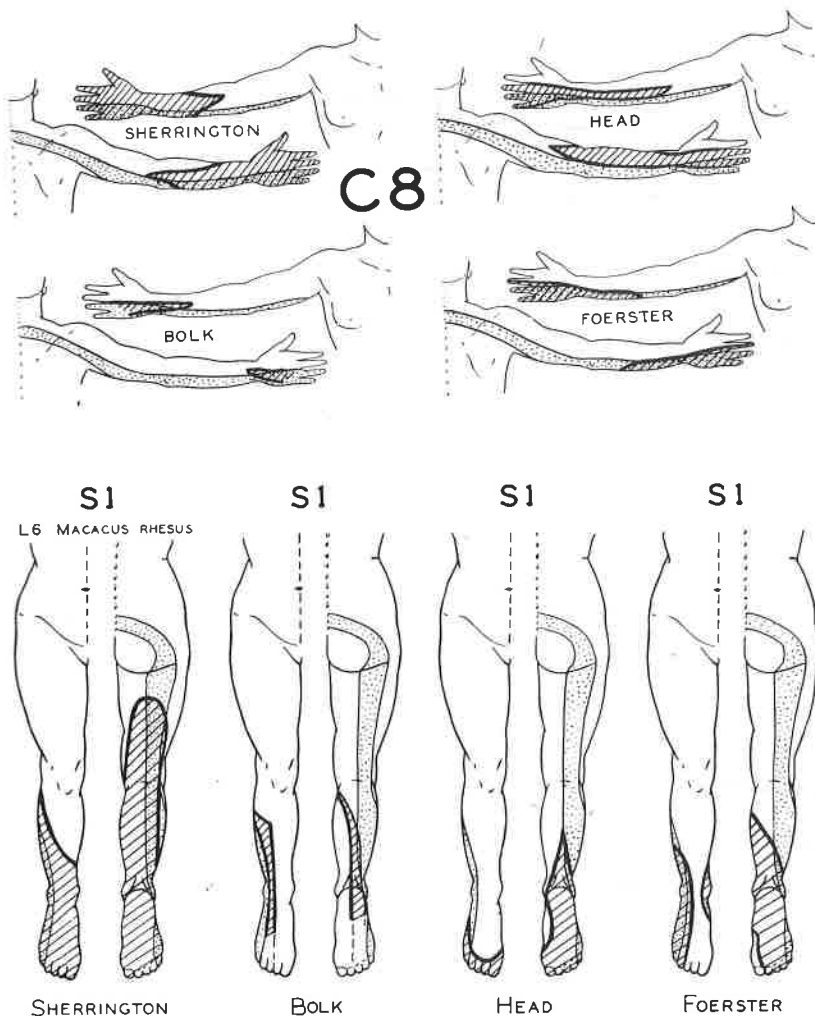 SHERRINGTON
HEAD
C8
BOLK
FOERSTER
S1
S1
S1
S1
L6 MACACUS RHESUS
SHERRINGTON
BOLK
HEAD
FOERSTER